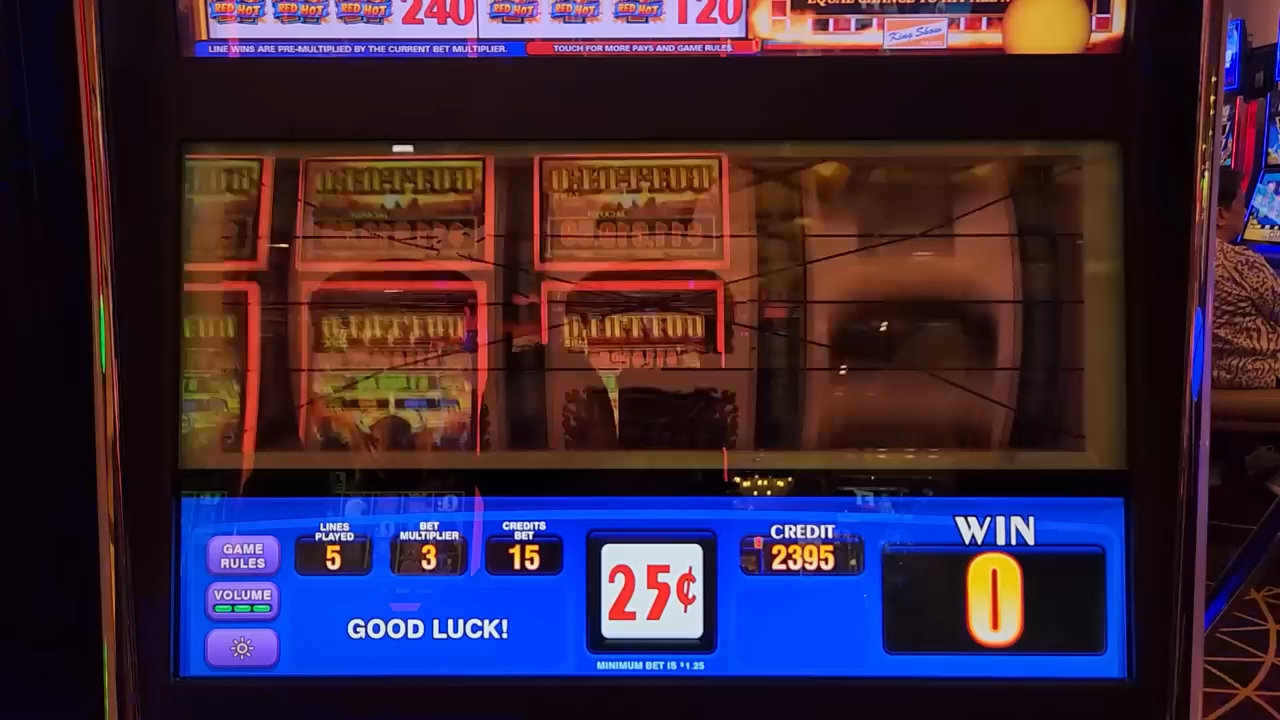 RED HOT RED HOT RED HOT 240 RED HOT RED HOT RED HOT 120
LINE WINS ARE PRE-MULTIPLIED BY THE CURRENT BET MULTIPLIER. TOUCH FOR MORE PAYS AND GAME RULES.
King Show
GAME RULES
VOLUME
LINES PLAYED
5
BET MULTIPLIER
3
CREDITS BET
15
GOOD LUCK!
25¢
MINIMUM BET IS $1.25
CREDIT
2395
WIN
0